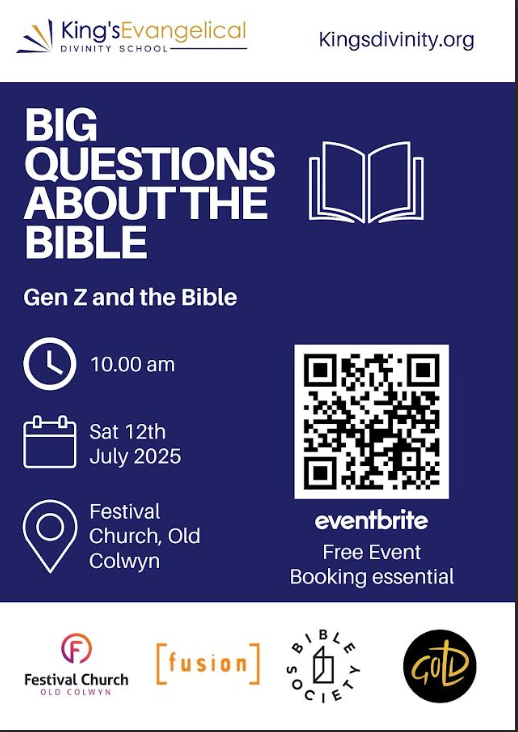 King'sEvangelical
DIVINITY SCHOOL
Kingsdivinity.org
BIG
QUESTIONS
ABOUT THE
BIBLE
Gen Z and the Bible
10.00 am
Sat 12th
July 2025
Festival
Church, Old
Colwyn
eventbrite
Free Event
Booking essential
Festival Church
OLD COLWYN
[fusion]
BIBLE
SOCIETY
GOLD